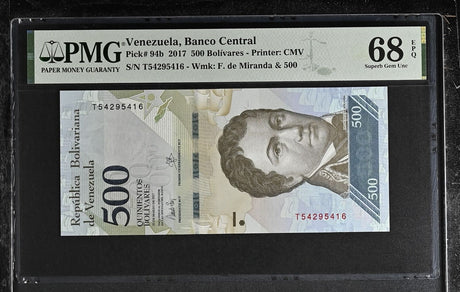 PMG
PAPER MONEY GUARANTY
Venezuela, Banco Central
Pick# 94b 2017 500 Bolívares - Printer: CMV
S/N T54295416 - Wmk: F. de Miranda & 500
68 EPQ
Superb Gem Unc
T54295416
República Bolivariana
de Venezuela
500
QUINIENTOS
BOLÍVARES
500
500
T54295416